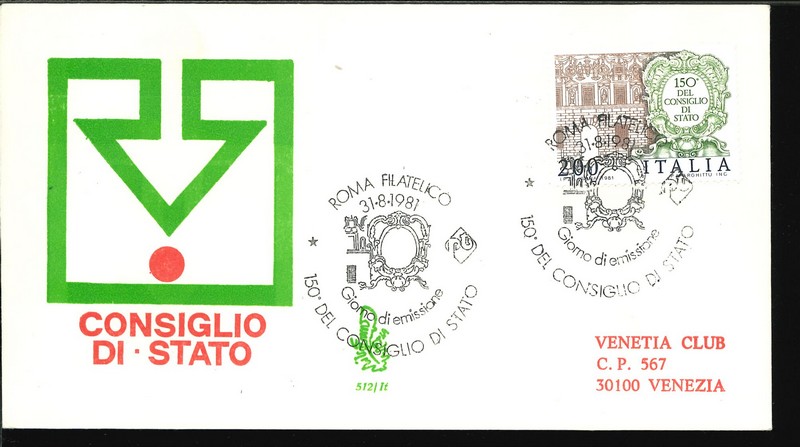 150°
DEL
CONSIGLIO
DI
STATO
ROMA FILATELICO
31·8·1981
200 ITALIA
1981
Giorno di emissione
150° DEL CONSIGLIO DI STATO
ROMA FILATELICO
31·8·1981
Giorno di emissione
150° DEL CONSIGLIO DI STATO
CONSIGLIO
DI · STATO
512/It
VENETIA CLUB
C. P. 567
30100 VENEZIA